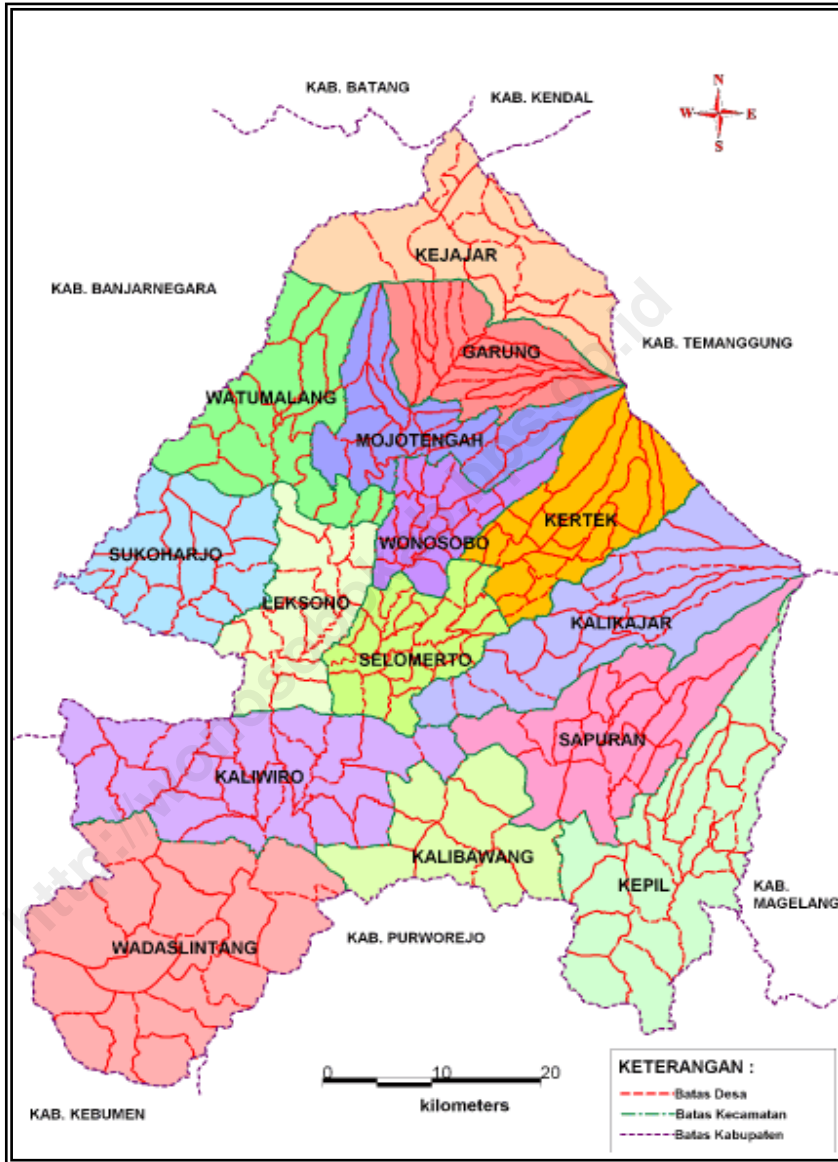 KAB. BATANG
KAB. KENDAL
N
W E
S
KEJAJAR
KAB. BANJARNEGARA
KAB. TEMANGGUNG
GARUNG
WATUMALANG
MOJOTENGAH
KERTEK
WONOSOBO
SUKOHARJO
LEKSONO
KALIKAJAR
SELOMERTO
SAPURAN
KALIWIRO
KALIBAWANG
KEPIL
KAB.
MAGELANG
KAB. PURWOREJO
WADASLINTANG
0 10 20
kilometers
KETERANGAN :
Batas Desa
Batas Kecamatan
Batas Kabupaten
KAB. KEBUMEN